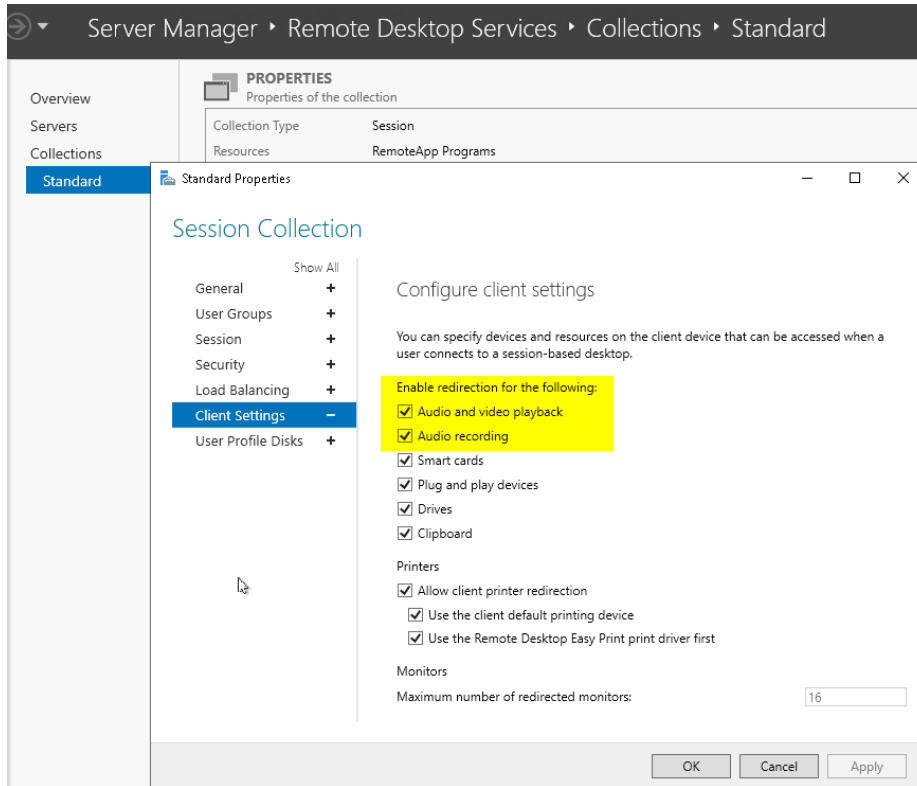 Server Manager ‣ Remote Desktop Services ‣ Collections ‣ Standard
PROPERTIES
Properties of the collection
Overview
Servers
Collections
Standard
Collection Type Session
Resources RemoteApp Programs
Standard Properties
Session Collection
Show All
General +
User Groups +
Session +
Security +
Load Balancing +
Client Settings –
User Profile Disks +
Configure client settings
You can specify devices and resources on the client device that can be accessed when a
user connects to a session-based desktop.
Enable redirection for the following:
Audio and video playback
Audio recording
Smart cards
Plug and play devices
Drives
Clipboard
Printers
Allow client printer redirection
Use the client default printing device
Use the Remote Desktop Easy Print print driver first
Monitors
Maximum number of redirected monitors: 16
OK Cancel Apply